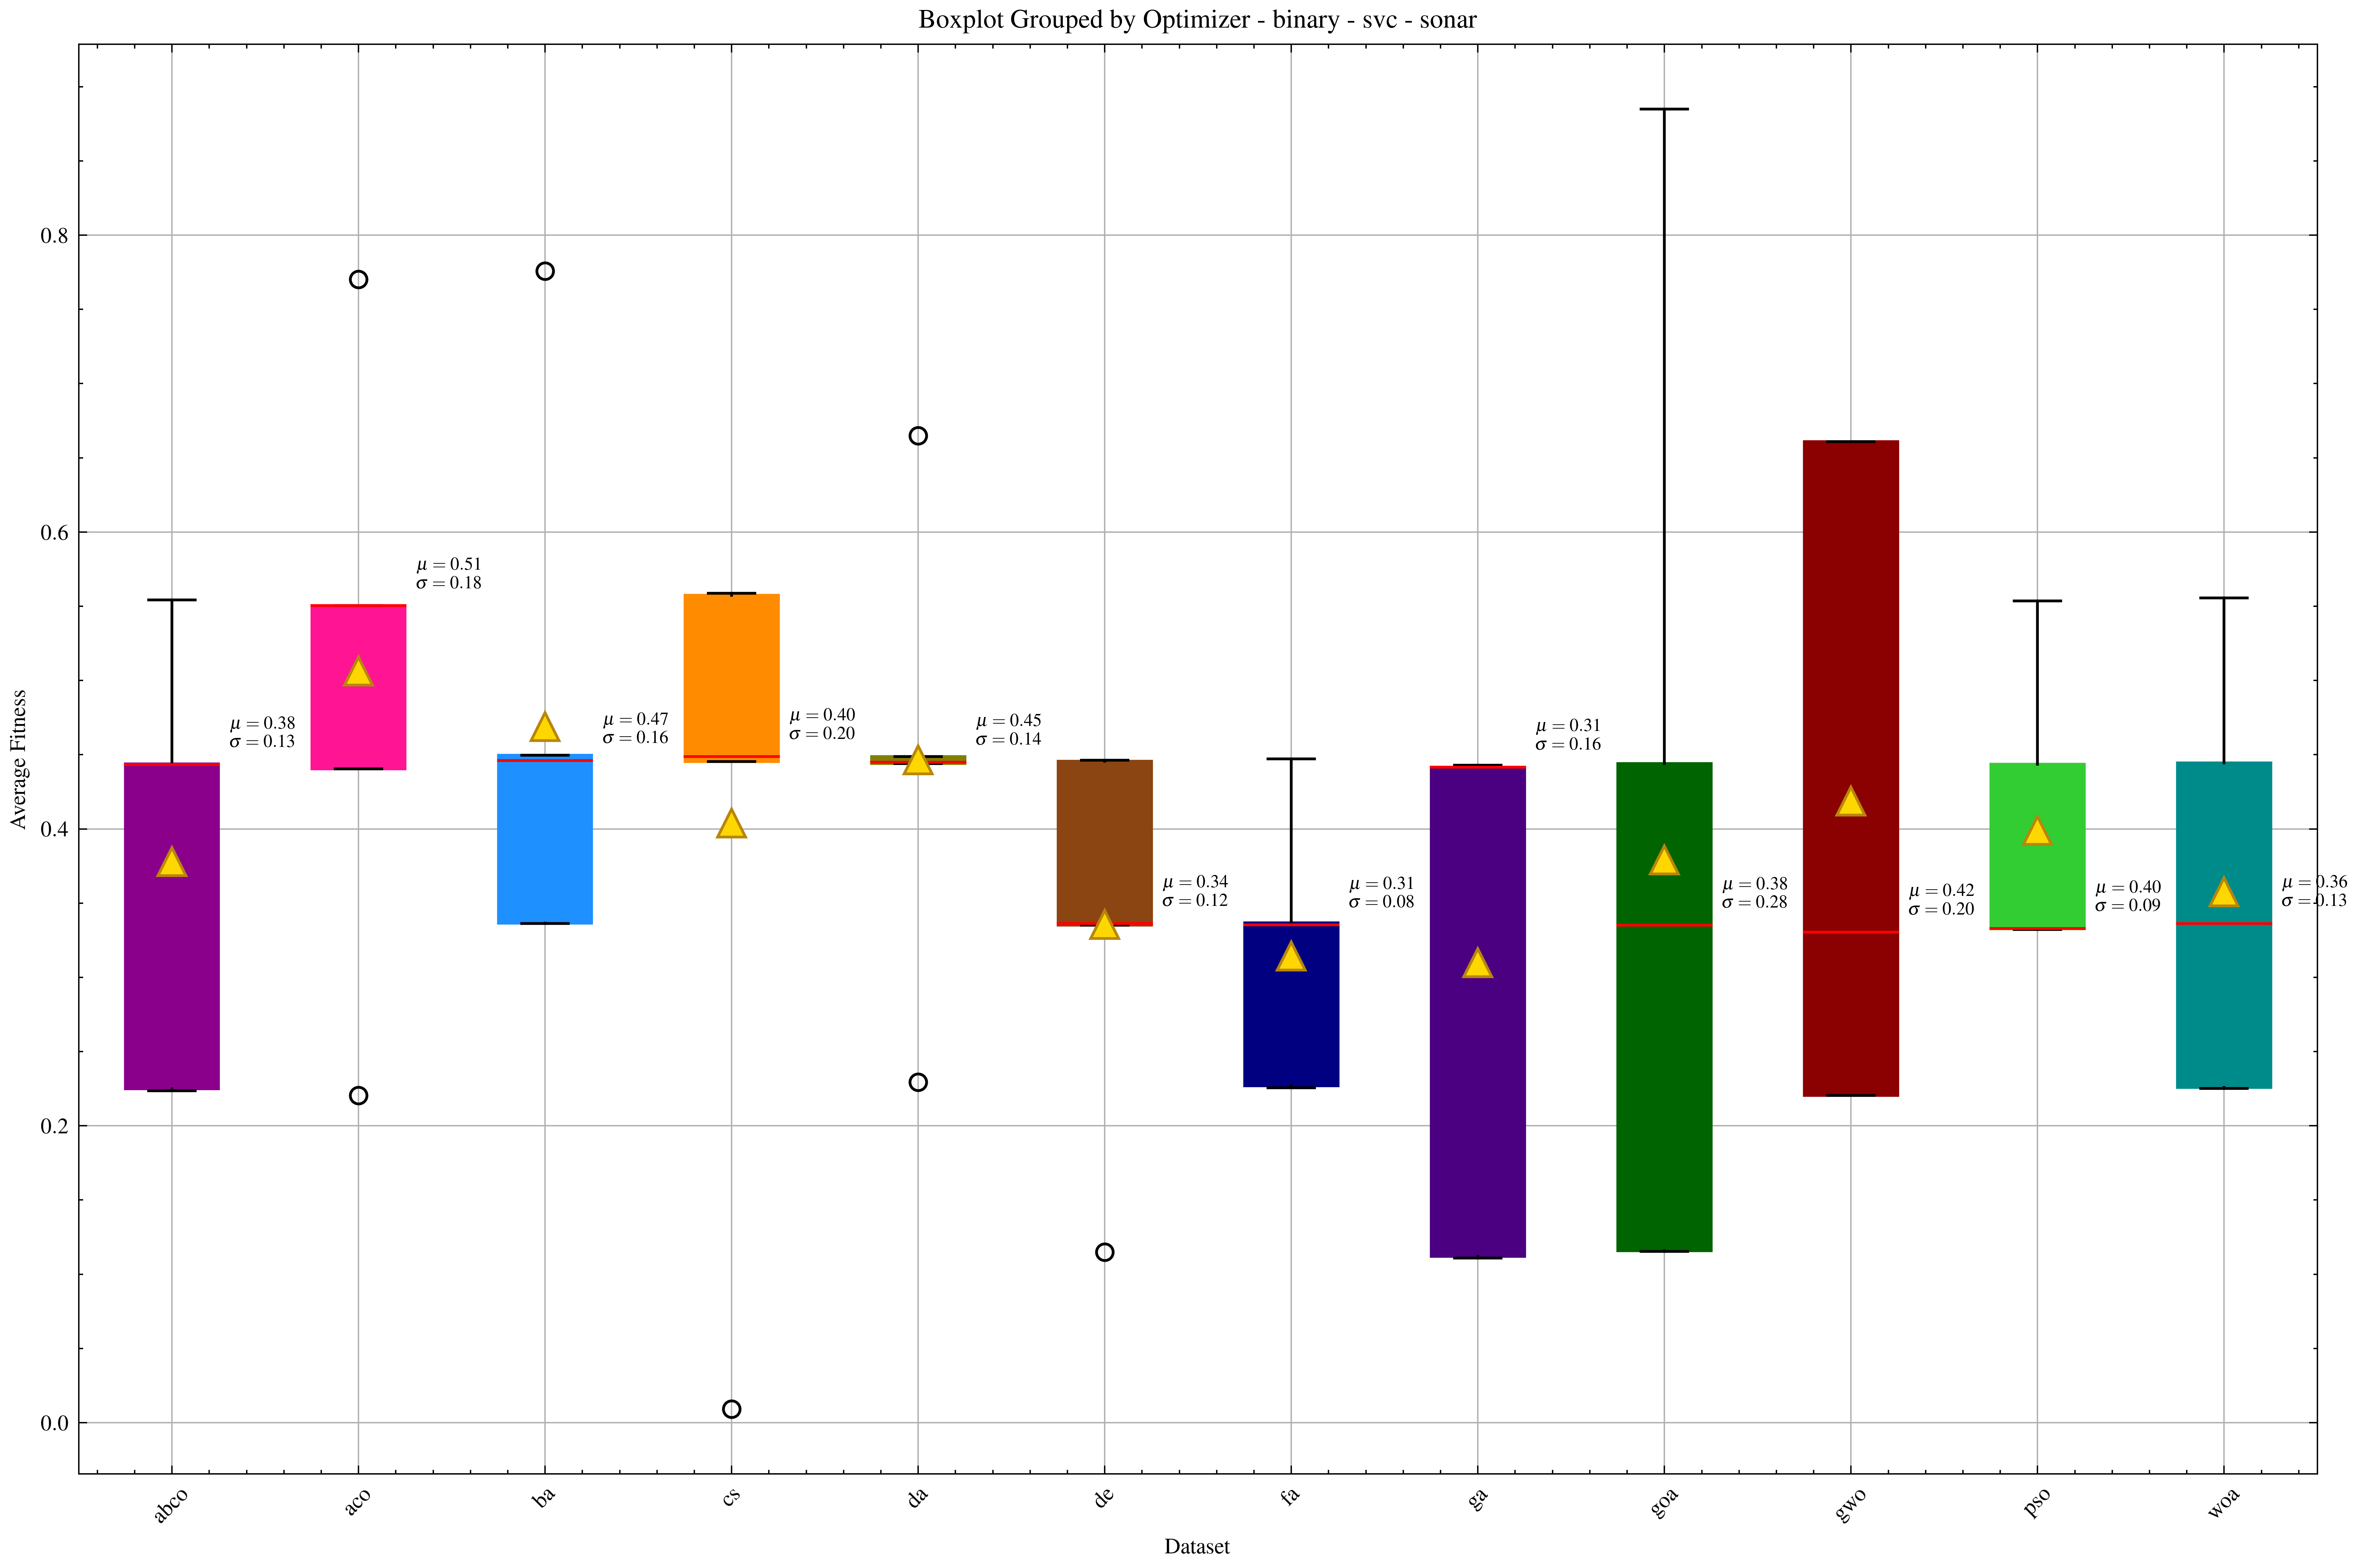 Boxplot Grouped by Optimizer - binary - svc - sonar
Average Fitness
0.8
0.6
0.4
0.2
0.0
μ = 0.38
σ = 0.13
μ = 0.51
σ = 0.18
μ = 0.47
σ = 0.16
μ = 0.40
σ = 0.20
μ = 0.45
σ = 0.14
μ = 0.34
σ = 0.12
μ = 0.31
σ = 0.08
μ = 0.31
σ = 0.16
μ = 0.38
σ = 0.28
μ = 0.42
σ = 0.20
μ = 0.40
σ = 0.09
μ = 0.36
σ = 0.13
abco
aco
ba
cs
da
de
fa
ga
goa
gwo
pso
woa
Dataset